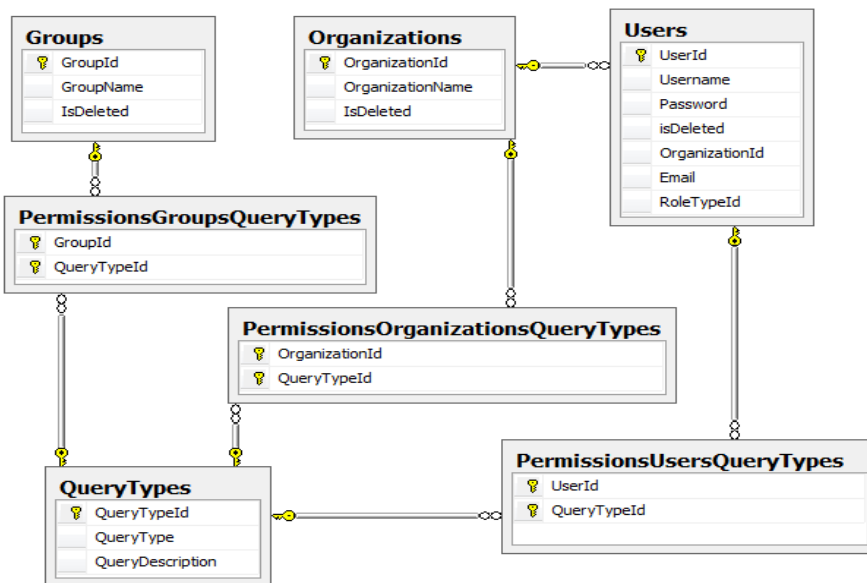 Groups
GroupId
GroupName
IsDeleted
Organizations
OrganizationId
OrganizationName
IsDeleted
Users
UserId
Username
Password
isDeleted
OrganizationId
Email
RoleTypeId
PermissionsGroupsQueryTypes
GroupId
QueryTypeId
PermissionsOrganizationsQueryTypes
OrganizationId
QueryTypeId
QueryTypes
QueryTypeId
QueryType
QueryDescription
PermissionsUsersQueryTypes
UserId
QueryTypeId